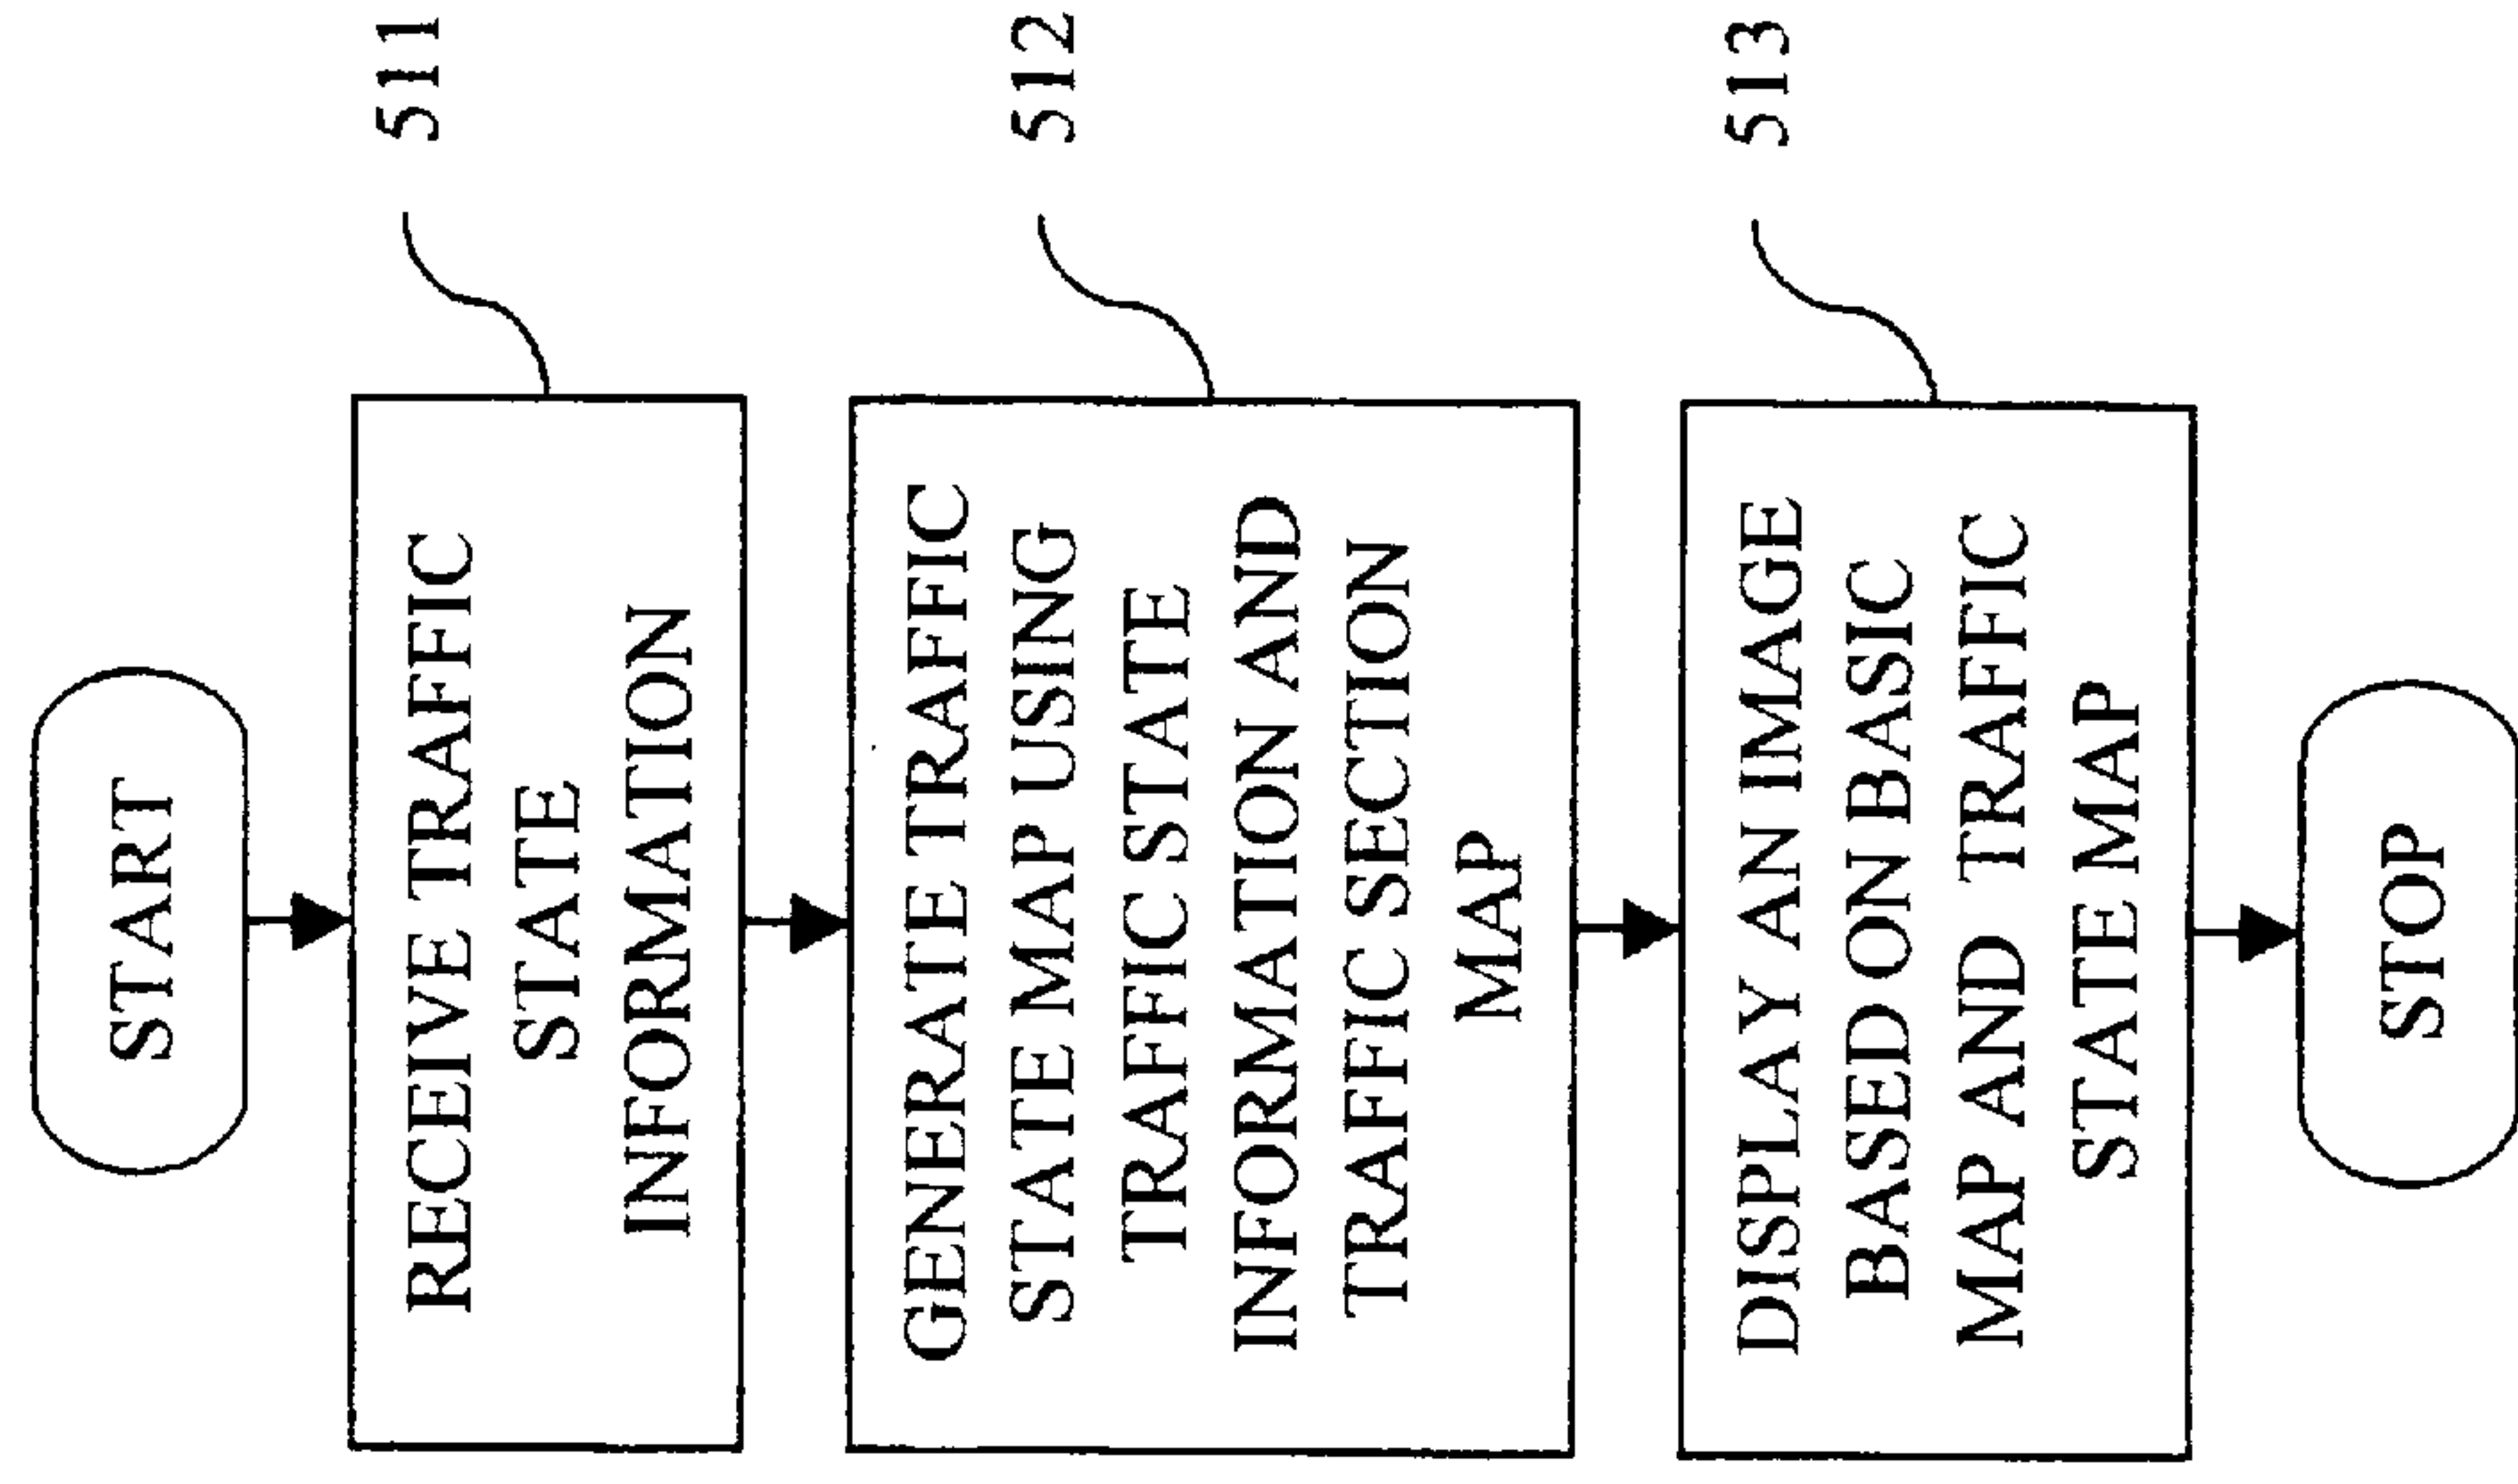 START
RECEIVE TRAFFIC
STATE
INFORMATION
511
GENERATE TRAFFIC
STATE MAP USING
TRAFFIC STATE
INFORMATION AND
TRAFFIC SECTION
MAP
512
DISPLAY AN IMAGE
BASED ON BASIC
MAP AND TRAFFIC
STATE MAP
513
STOP